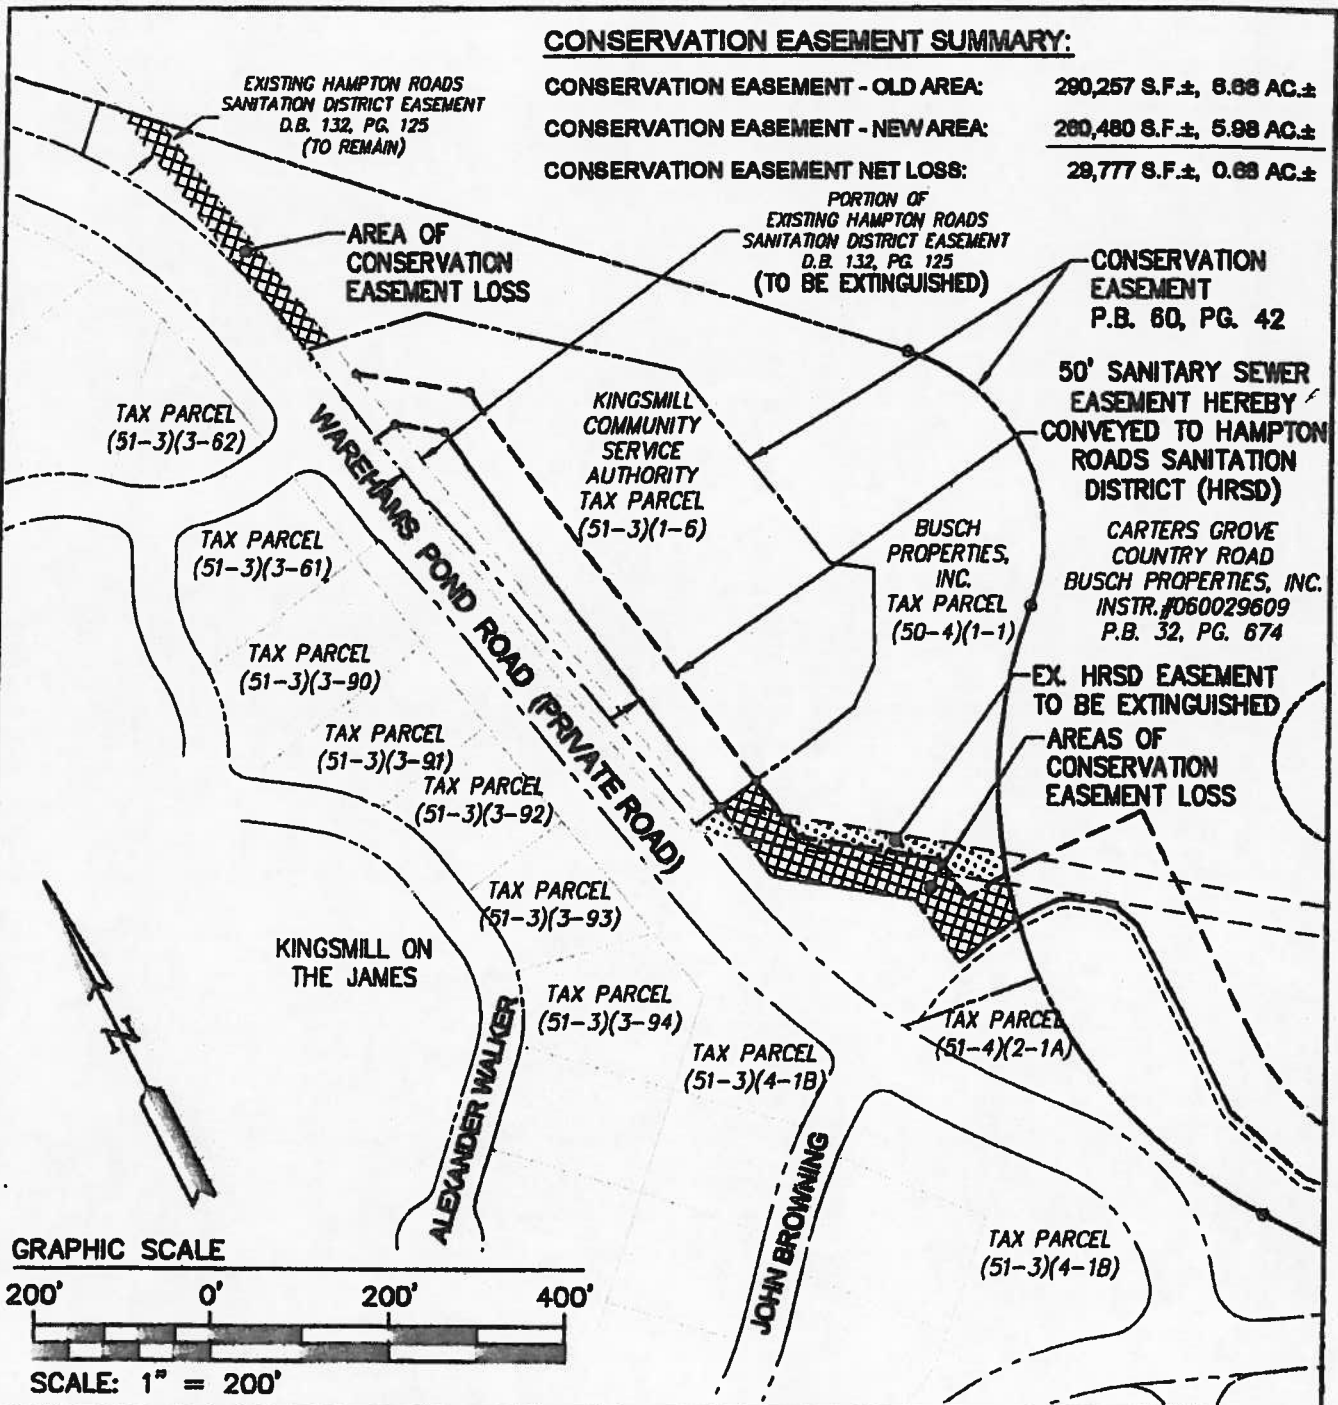 CONSERVATION EASEMENT SUMMARY:
CONSERVATION EASEMENT - OLD AREA: 290,257 S.F.±, 6.66 AC.±
CONSERVATION EASEMENT - NEW AREA: 260,480 S.F.±, 5.98 AC.±
CONSERVATION EASEMENT NET LOSS: 29,777 S.F.±, 0.68 AC.±
EXISTING HAMPTON ROADS
SANITATION DISTRICT EASEMENT
D.B. 132, PG. 125
(TO REMAIN)
PORTION OF
EXISTING HAMPTON ROADS
SANITATION DISTRICT EASEMENT
D.B. 132, PG. 125
(TO BE EXTINGUISHED)
AREA OF
CONSERVATION
EASEMENT LOSS
CONSERVATION
EASEMENT
P.B. 60, PG. 42
50' SANITARY SEWER
EASEMENT HEREBY
CONVEYED TO HAMPTON
ROADS SANITATION
DISTRICT (HRSD)
TAX PARCEL
(51-3)(3-62)
WAREHAMS POND ROAD (PRIVATE ROAD)
KINGSMILL
COMMUNITY
SERVICE
AUTHORITY
TAX PARCEL
(51-3)(1-6)
BUSCH
PROPERTIES,
INC.
TAX PARCEL
(50-4)(1-1)
CARTERS GROVE
COUNTRY ROAD
BUSCH PROPERTIES, INC.
INSTR.#060029609
P.B. 32, PG. 674
TAX PARCEL
(51-3)(3-61)
TAX PARCEL
(51-3)(3-90)
EX. HRSD EASEMENT
TO BE EXTINGUISHED
TAX PARCEL
(51-3)(3-91)
AREAS OF
CONSERVATION
EASEMENT LOSS
TAX PARCEL
(51-3)(3-92)
TAX PARCEL
(51-3)(3-93)
KINGSMILL ON
THE JAMES
TAX PARCEL
(51-3)(3-94)
TAX PARCEL
(51-4)(2-1A)
TAX PARCEL
(51-3)(4-1B)
N
ALEXANDER WALKER
JOHN BROWNING
TAX PARCEL
(51-3)(4-1B)
GRAPHIC SCALE
200' 0' 200' 400'
SCALE: 1" = 200'